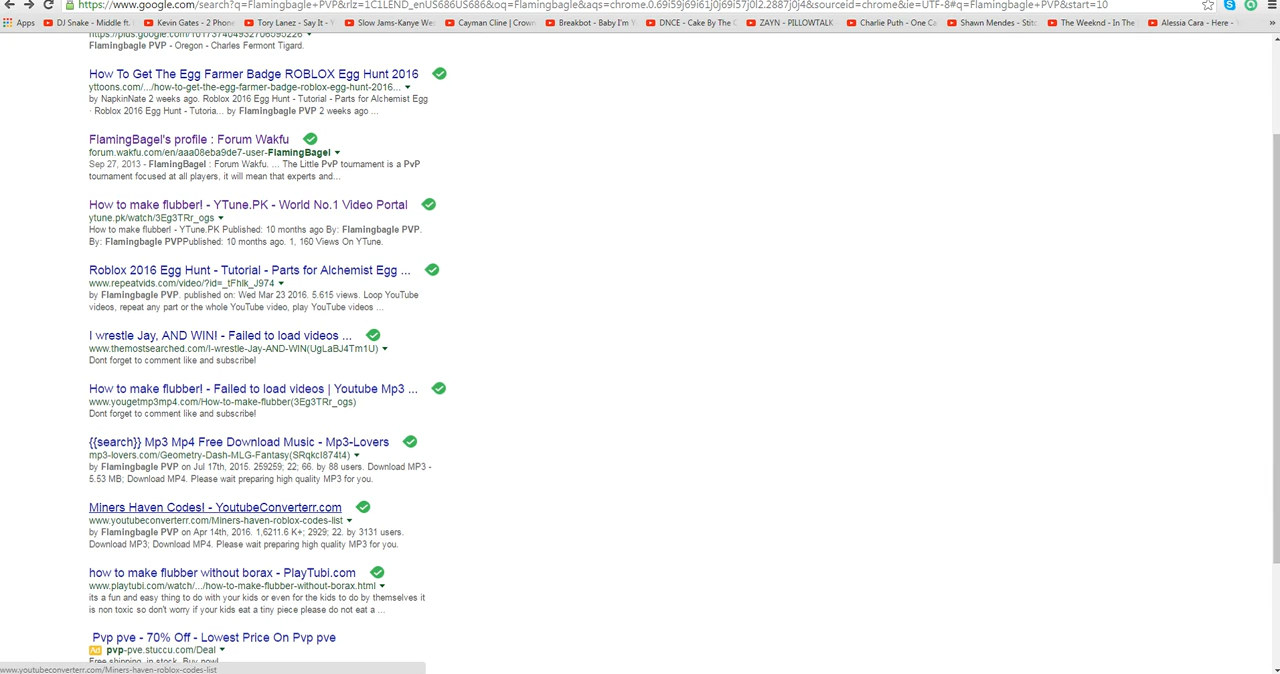 https://www.google.com/search?q=Flamingbagle+PVP&rlz=1C1LEND_enUS686US686&oq=Flamingbagle&aqs=chrome.0.69i59j69i61j0j69i57j0l2.2887j0j4&sourceid=chrome&ie=UTF-8#q=Flamingbagle+PVP&start=10
Apps DJ Snake - Middle ft. Kevin Gates - 2 Phone Tory Lanez - Say It - Y Slow Jams-Kanye Wes Cayman Cline | Crown Breakbot - Baby I'm Y DNCE - Cake By The C ZAYN - PILLOWTALK Charlie Puth - One Ca Shawn Mendes - Stitc The Weeknd - In The Alessia Cara - Here - »
Flamingbagle PVP - Oregon - Charles Fermont Tigard.
How To Get The Egg Farmer Badge ROBLOX Egg Hunt 2016
yttoons.com/.../how-to-get-the-egg-farmer-badge-roblox-egg-hunt-2016...
by NapkinNate 2 weeks ago. Roblox 2016 Egg Hunt - Tutorial - Parts for Alchemist Egg
· Roblox 2016 Egg Hunt - Tutoria... by Flamingbagle PVP 2 weeks ago ...
FlamingBagel's profile : Forum Wakfu
forum.wakfu.com/en/aaa08eba9de7-user-FlamingBagel
Sep 27, 2013 - FlamingBagel : Forum Wakfu. ... The Little PvP tournament is a PvP
tournament focused at all players, it will mean that experts and...
How to make flubber! - YTune.PK - World No.1 Video Portal
ytune.pk/watch/3Eg3TRr_ogs
How to make flubber! - YTune.PK Published: 10 months ago By: Flamingbagle PVP.
By: Flamingbagle PVPPublished: 10 months ago. 1, 160 Views On YTune.
Roblox 2016 Egg Hunt - Tutorial - Parts for Alchemist Egg ...
www.repeatvids.com/video/?id=_tFhlk_J974
by Flamingbagle PVP. published on: Wed Mar 23 2016. 5.615 views. Loop YouTube
videos, repeat any part or the whole YouTube video, play YouTube videos ...
I wrestle Jay, AND WIN! - Failed to load videos ...
www.themostsearched.com/I-wrestle-Jay-AND-WIN(UgLaBJ4Tm1U)
Dont forget to comment like and subscribe!
How to make flubber! - Failed to load videos | Youtube Mp3 ...
www.yougetmp3mp4.com/How-to-make-flubber(3Eg3TRr_ogs)
Dont forget to comment like and subscribe!
{{search}} Mp3 Mp4 Free Download Music - Mp3-Lovers
mp3-lovers.com/Geometry-Dash-MLG-Fantasy(SRqkcI874t4)
by Flamingbagle PVP on Jul 17th, 2015. 259259; 22; 66. by 88 users. Download MP3 -
5.53 MB; Download MP4. Please wait preparing high quality MP3 for you.
Miners Haven Codes! - YoutubeConverterr.com
www.youtubeconverterr.com/Miners-haven-roblox-codes-list
by Flamingbagle PVP on Apr 14th, 2016. 1,6211.6 K+; 2929; 22. by 3131 users.
Download MP3; Download MP4. Please wait preparing high quality MP3 for you.
how to make flubber without borax - PlayTubi.com
www.playtubi.com/watch/.../how-to-make-flubber-without-borax.html
its a fun and easy thing to do with your kids or even for the kids to do by themselves it
is non toxic so don't worry if your kids eat a tiny piece please do not eat a ...
Pvp pve - 70% Off - Lowest Price On Pvp pve
Ad pvp-pve.stuccu.com/Deal
Free shipping, in stock. Buy now!
www.youtubeconverterr.com/Miners-haven-roblox-codes-list